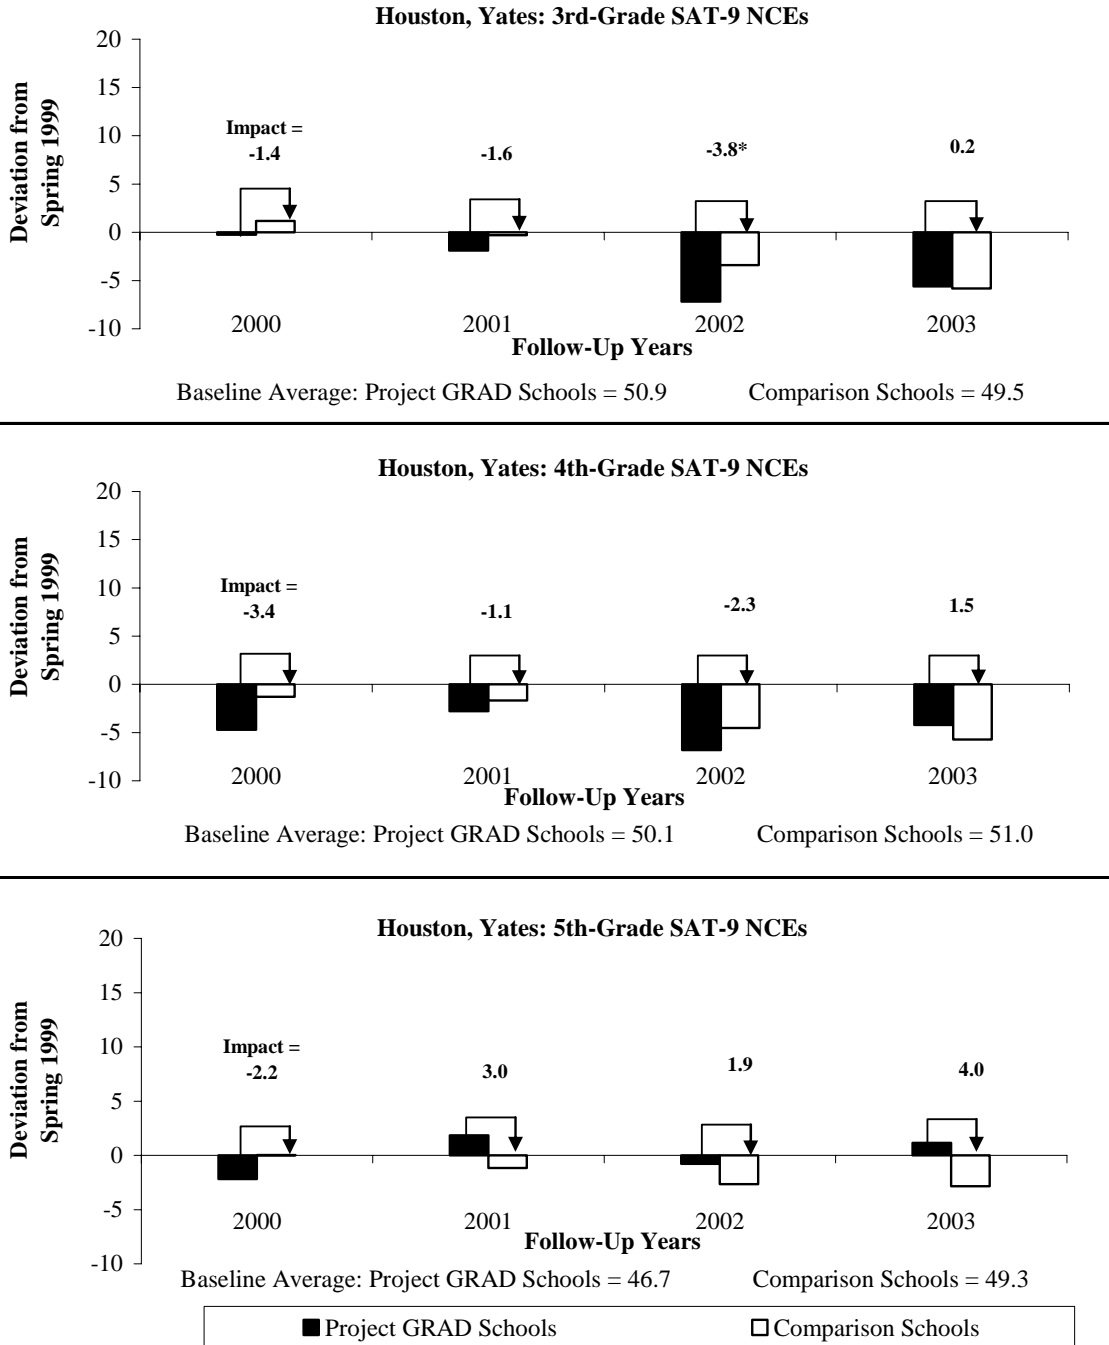 Houston, Yates: 3rd-Grade SAT-9 NCEs
Deviation from
Spring 1999
20
15
10
5
0
-5
-10
Impact =
-1.4
-1.6
-3.8*
0.2
2000
2001
2002
2003
Follow-Up Years
Baseline Average: Project GRAD Schools = 50.9 Comparison Schools = 49.5
Houston, Yates: 4th-Grade SAT-9 NCEs
Deviation from
Spring 1999
20
15
10
5
0
-5
-10
Impact =
-3.4
-1.1
-2.3
1.5
2000
2001
2002
2003
Follow-Up Years
Baseline Average: Project GRAD Schools = 50.1 Comparison Schools = 51.0
Houston, Yates: 5th-Grade SAT-9 NCEs
Deviation from
Spring 1999
20
15
10
5
0
-5
-10
Impact =
-2.2
3.0
1.9
4.0
2000
2001
2002
2003
Follow-Up Years
Baseline Average: Project GRAD Schools = 46.7 Comparison Schools = 49.3
Project GRAD Schools Comparison Schools